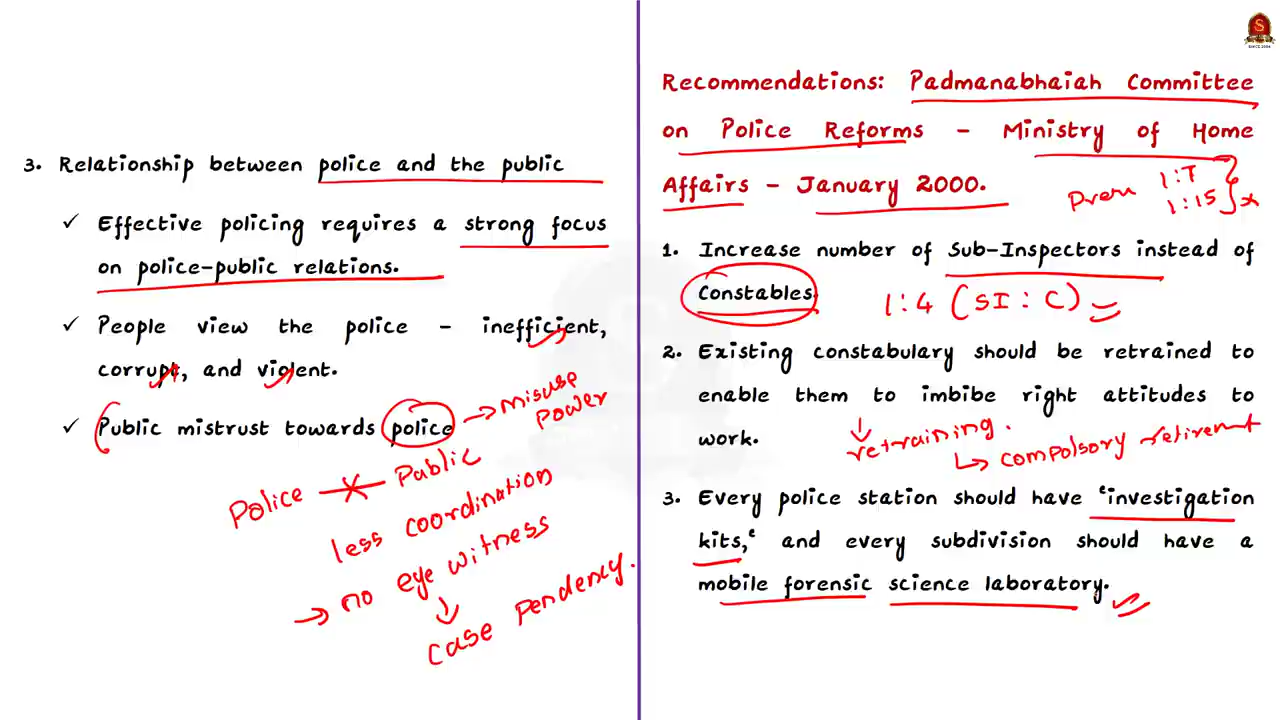 3. Relationship between police and the public
✓ Effective policing requires a strong focus
on police-public relations.
✓ People view the police - inefficient,
corrupt, and violent.
✓ Public mistrust towards police
→ misuse
power
Police × Public
less coordination
→ no eye witness
↓
case pendency.
S
SINCE 2004
Recommendations: Padmanabhaiah Committee
on Police Reforms - Ministry of Home
Affairs - January 2000.
1:7
1:15 } ×
1. Increase number of Sub-Inspectors instead of
Constables.
1:4 (SI : C)
2. Existing constabulary should be retrained to
enable them to imbibe right attitudes to
work.
↓
retraining.
↳ compolsory retirement
3. Every police station should have 'investigation
kits,' and every subdivision should have a
mobile forensic science laboratory.